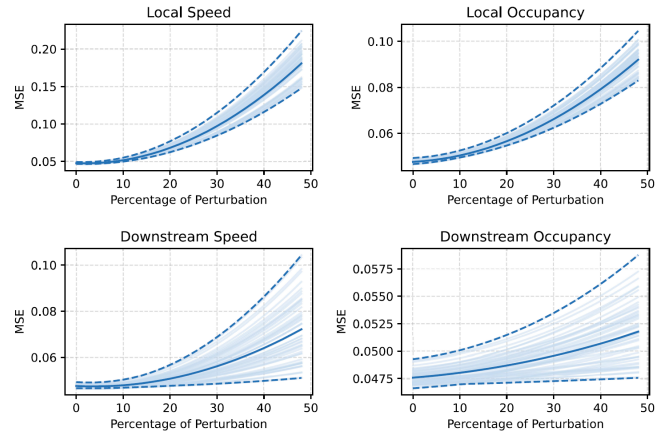 Local Speed
MSE
0.20
0.15
0.10
0.05
0 10 20 30 40 50
Percentage of Perturbation
Local Occupancy
MSE
0.10
0.08
0.06
0 10 20 30 40 50
Percentage of Perturbation
Downstream Speed
MSE
0.10
0.08
0.06
0 10 20 30 40 50
Percentage of Perturbation
Downstream Occupancy
MSE
0.0575
0.0550
0.0525
0.0500
0.0475
0 10 20 30 40 50
Percentage of Perturbation